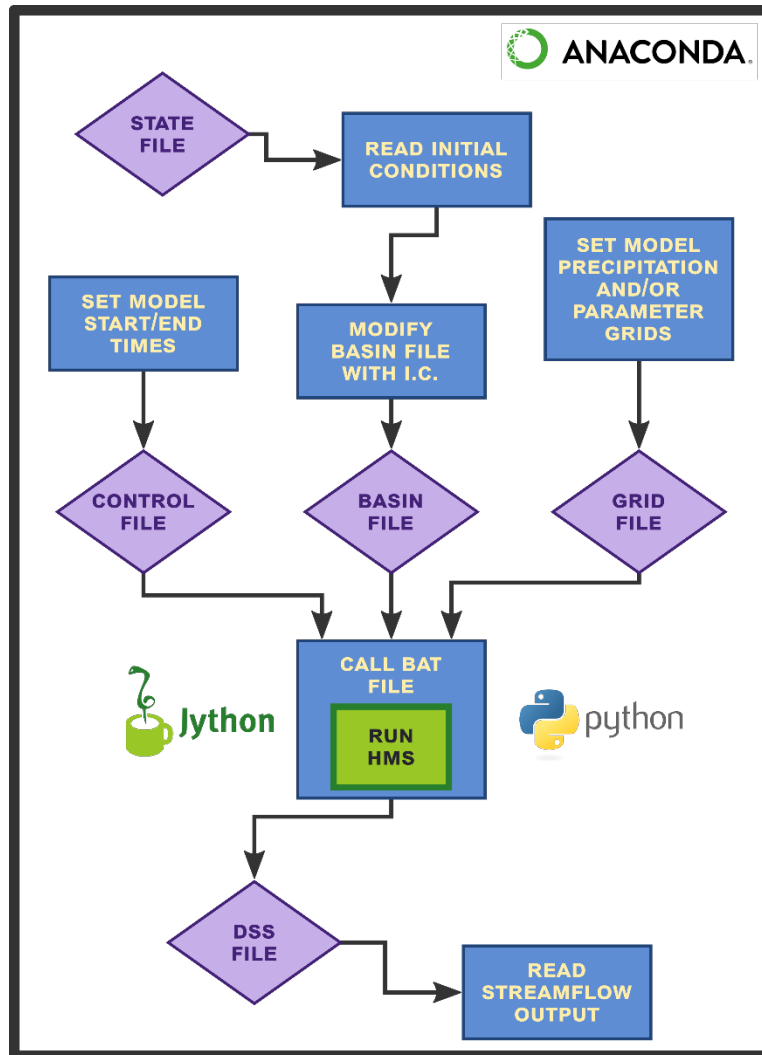 ANACONDA.
STATE
FILE
READ INITIAL
CONDITIONS
SET MODEL
PRECIPITATION
AND/OR
PARAMETER
GRIDS
SET MODEL
START/END
TIMES
MODIFY
BASIN FILE
WITH I.C.
CONTROL
FILE
BASIN
FILE
GRID
FILE
CALL BAT
FILE
RUN
HMS
Jython
python
DSS
FILE
READ
STREAMFLOW
OUTPUT